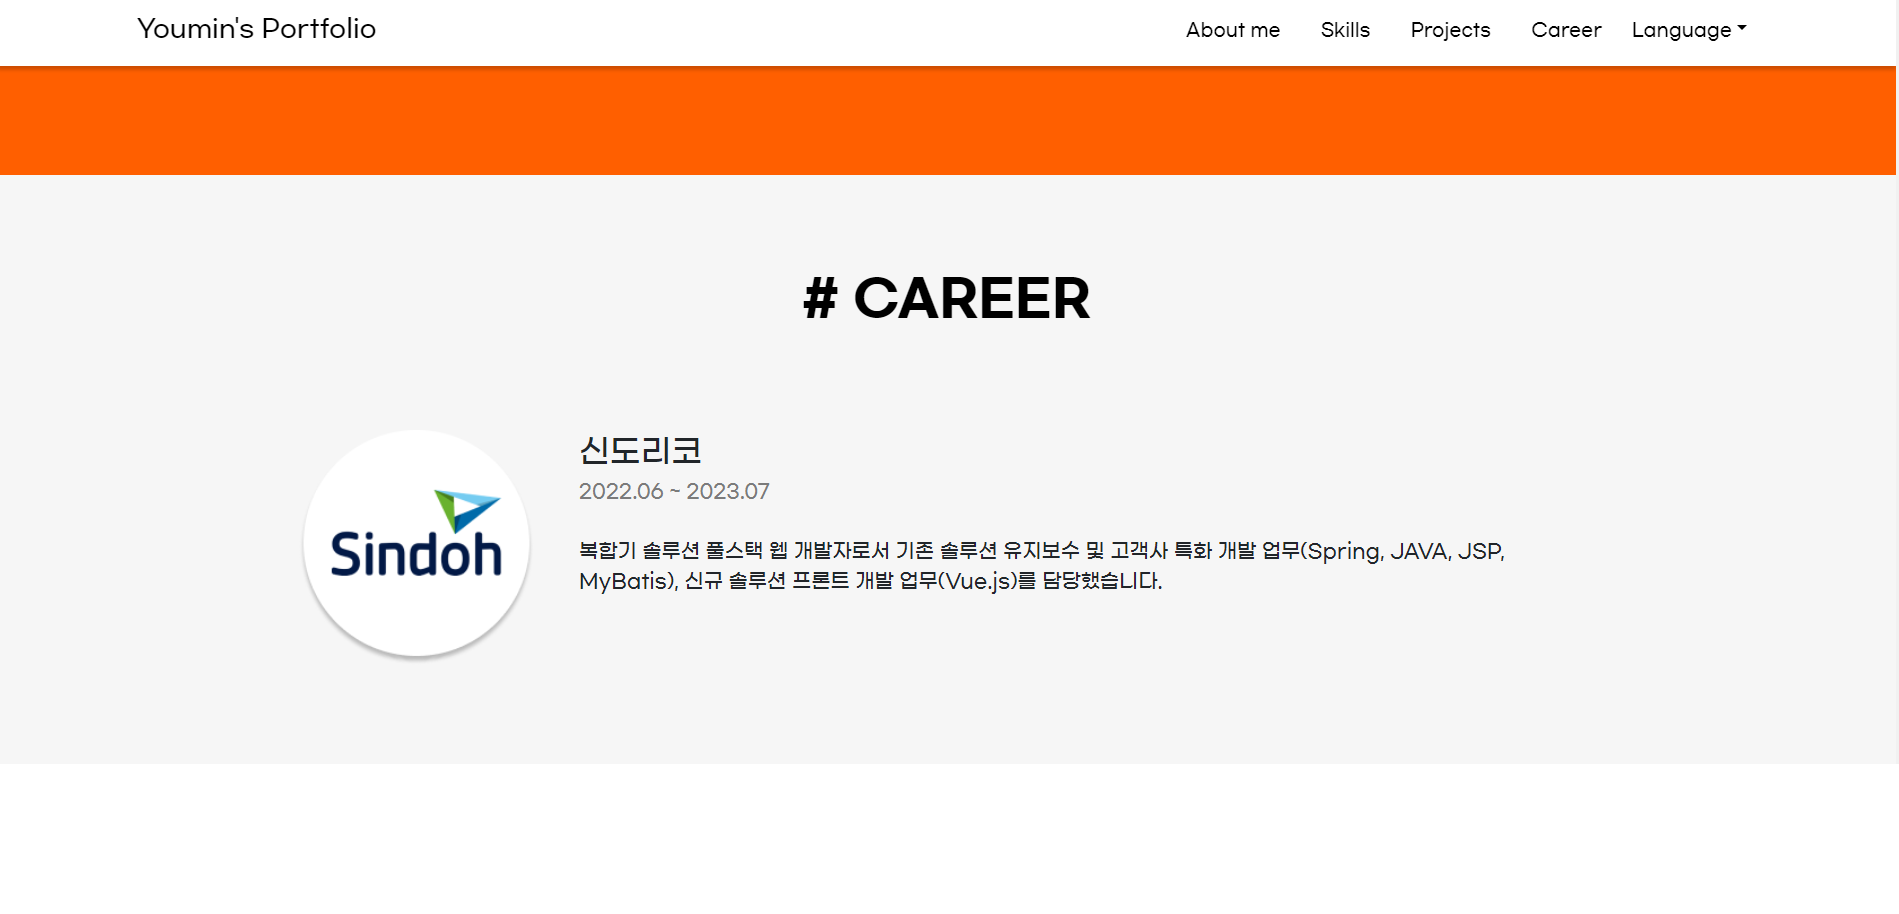 Youmin's Portfolio
About me Skills Projects Career Language
# CAREER
Sindoh
신도리코
2022.06 ~ 2023.07
복합기 솔루션 풀스택 웹 개발자로서 기존 솔루션 유지보수 및 고객사 특화 개발 업무(Spring, JAVA, JSP,
MyBatis), 신규 솔루션 프론트 개발 업무(Vue.js)를 담당했습니다.